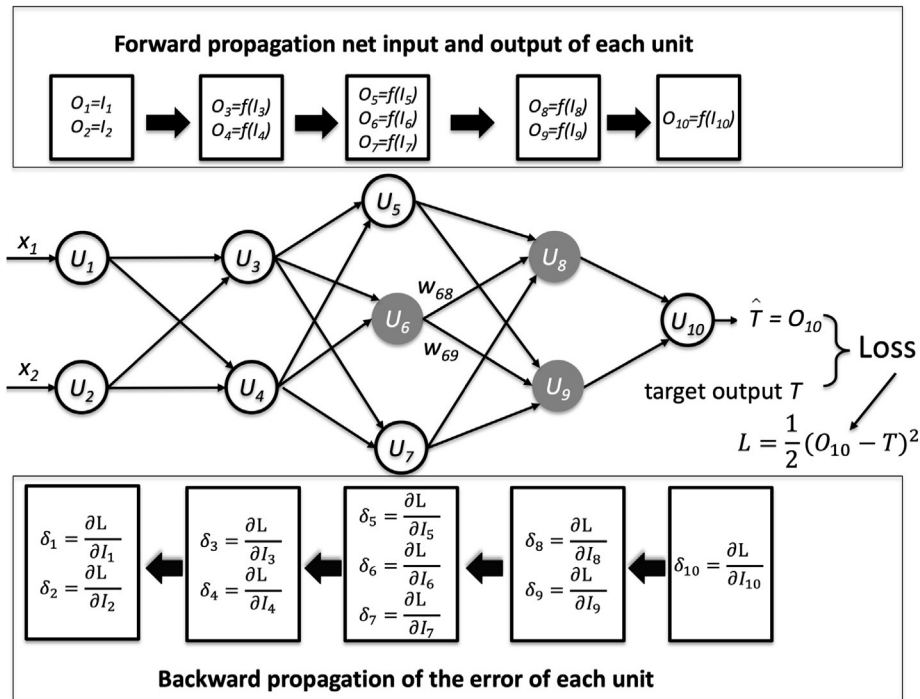 Forward propagation net input and output of each unit
O₁=I₁
O₂=I₂
O₃=f(I₃)
O₄=f(I₄)
O₅=f(I₅)
O₆=f(I₆)
O₇=f(I₇)
O₈=f(I₈)
O₉=f(I₉)
O₁₀=f(I₁₀)
x₁
U₁
x₂
U₂
U₃
U₄
U₅
U₆
U₇
w₆₈
w₆₉
U₈
U₉
U₁₀
T̂ = O₁₀
target output T
Loss
L = 1/2 (O₁₀ − T)²
δ₁ = ∂L/∂I₁
δ₂ = ∂L/∂I₂
δ₃ = ∂L/∂I₃
δ₄ = ∂L/∂I₄
δ₅ = ∂L/∂I₅
δ₆ = ∂L/∂I₆
δ₇ = ∂L/∂I₇
δ₈ = ∂L/∂I₈
δ₉ = ∂L/∂I₉
δ₁₀ = ∂L/∂I₁₀
Backward propagation of the error of each unit